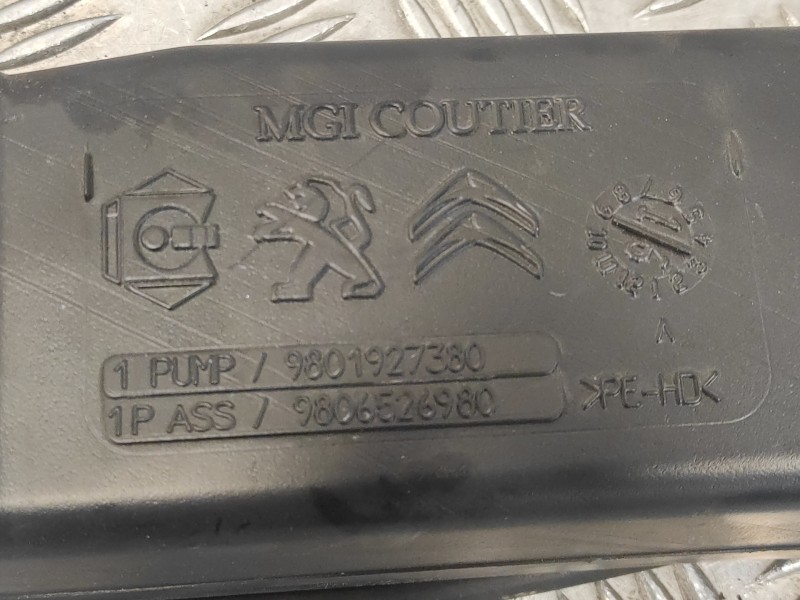 MGI COUTIER
1 PUMP / 9801927380
1P ASS / 9806526980
>PE-HD<